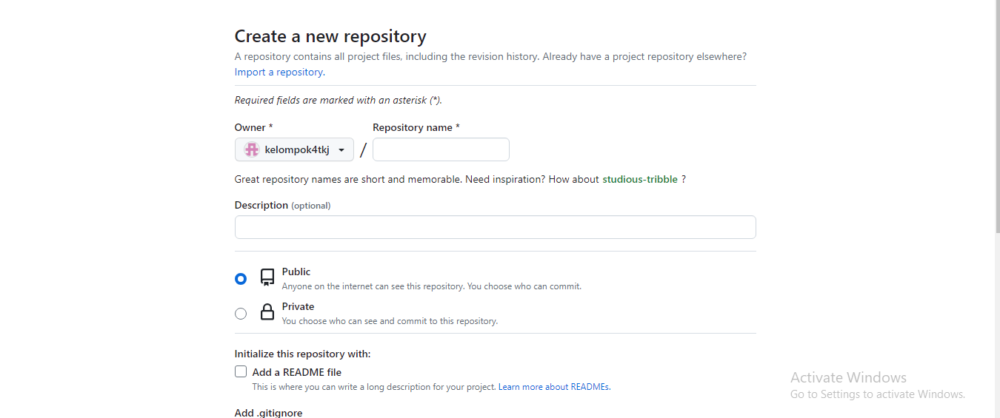 Create a new repository
A repository contains all project files, including the revision history. Already have a project repository elsewhere?
Import a repository.
Required fields are marked with an asterisk (*).
Owner * Repository name *
kelompok4tkj /
Great repository names are short and memorable. Need inspiration? How about studious-tribble ?
Description (optional)
Public
Anyone on the internet can see this repository. You choose who can commit.
Private
You choose who can see and commit to this repository.
Initialize this repository with:
Add a README file
This is where you can write a long description for your project. Learn more about READMEs.
Add .gitignore
Activate Windows
Go to Settings to activate Windows.